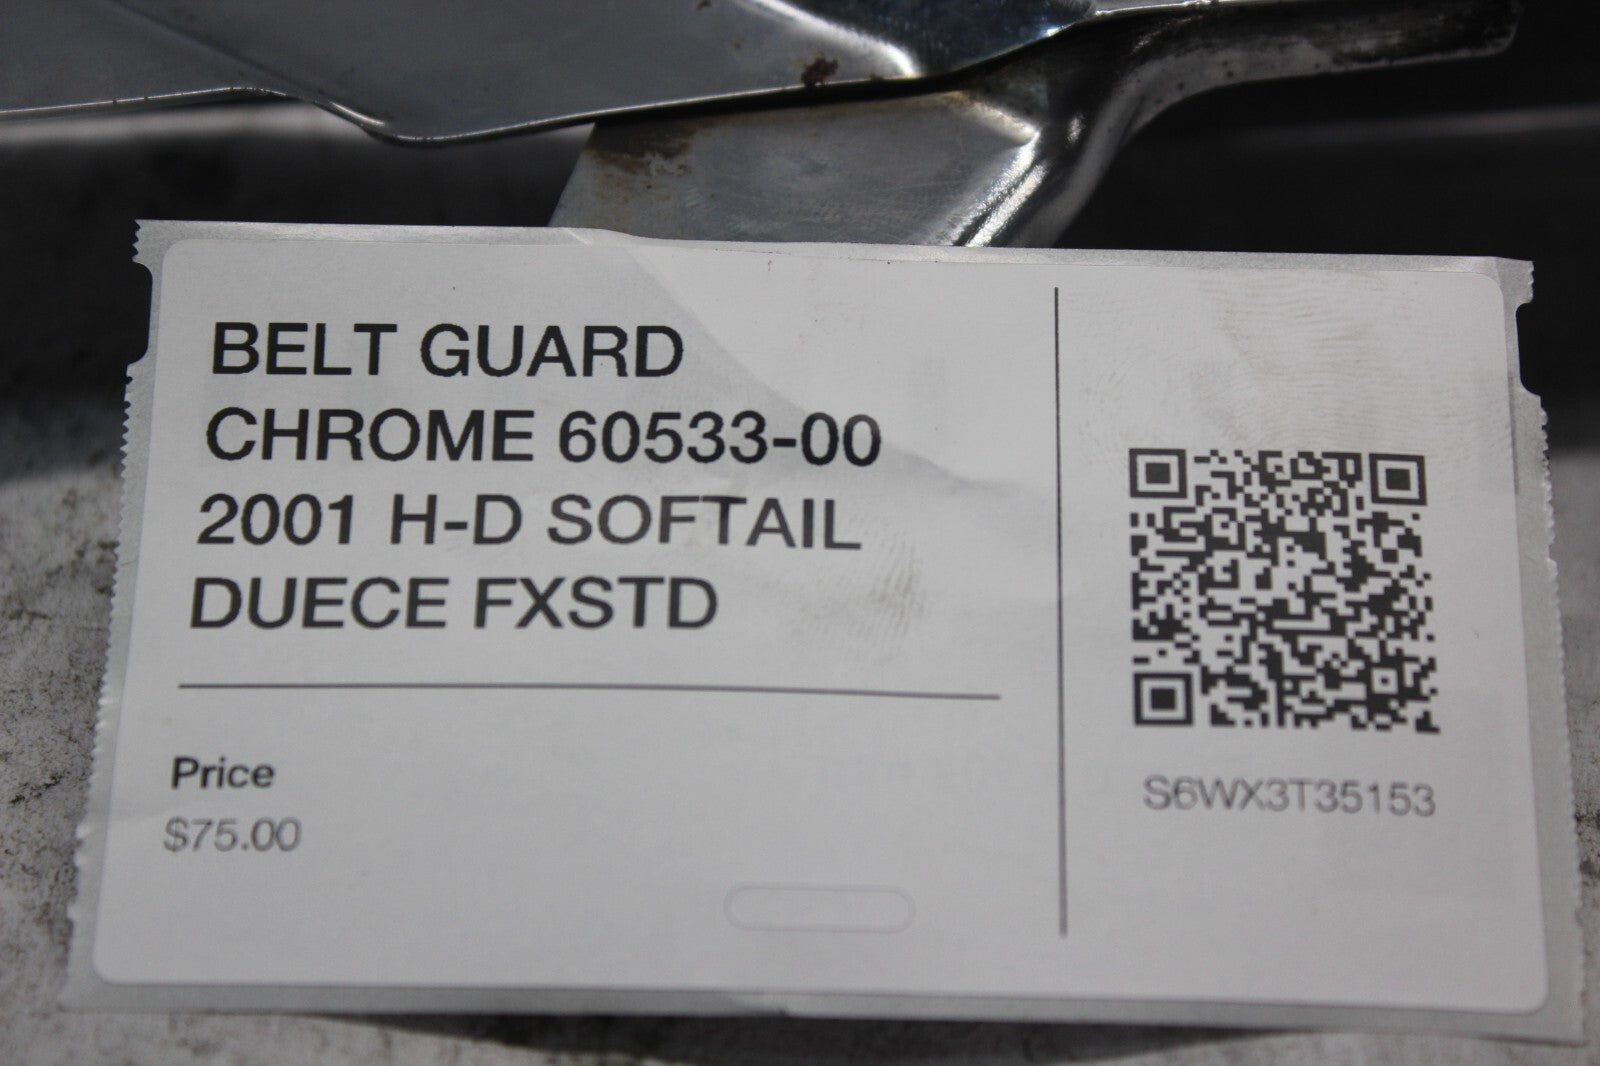 BELT GUARD
CHROME 60533-00
2001 H-D SOFTAIL
DUECE FXSTD
Price
$75.00
S6WX3T35153